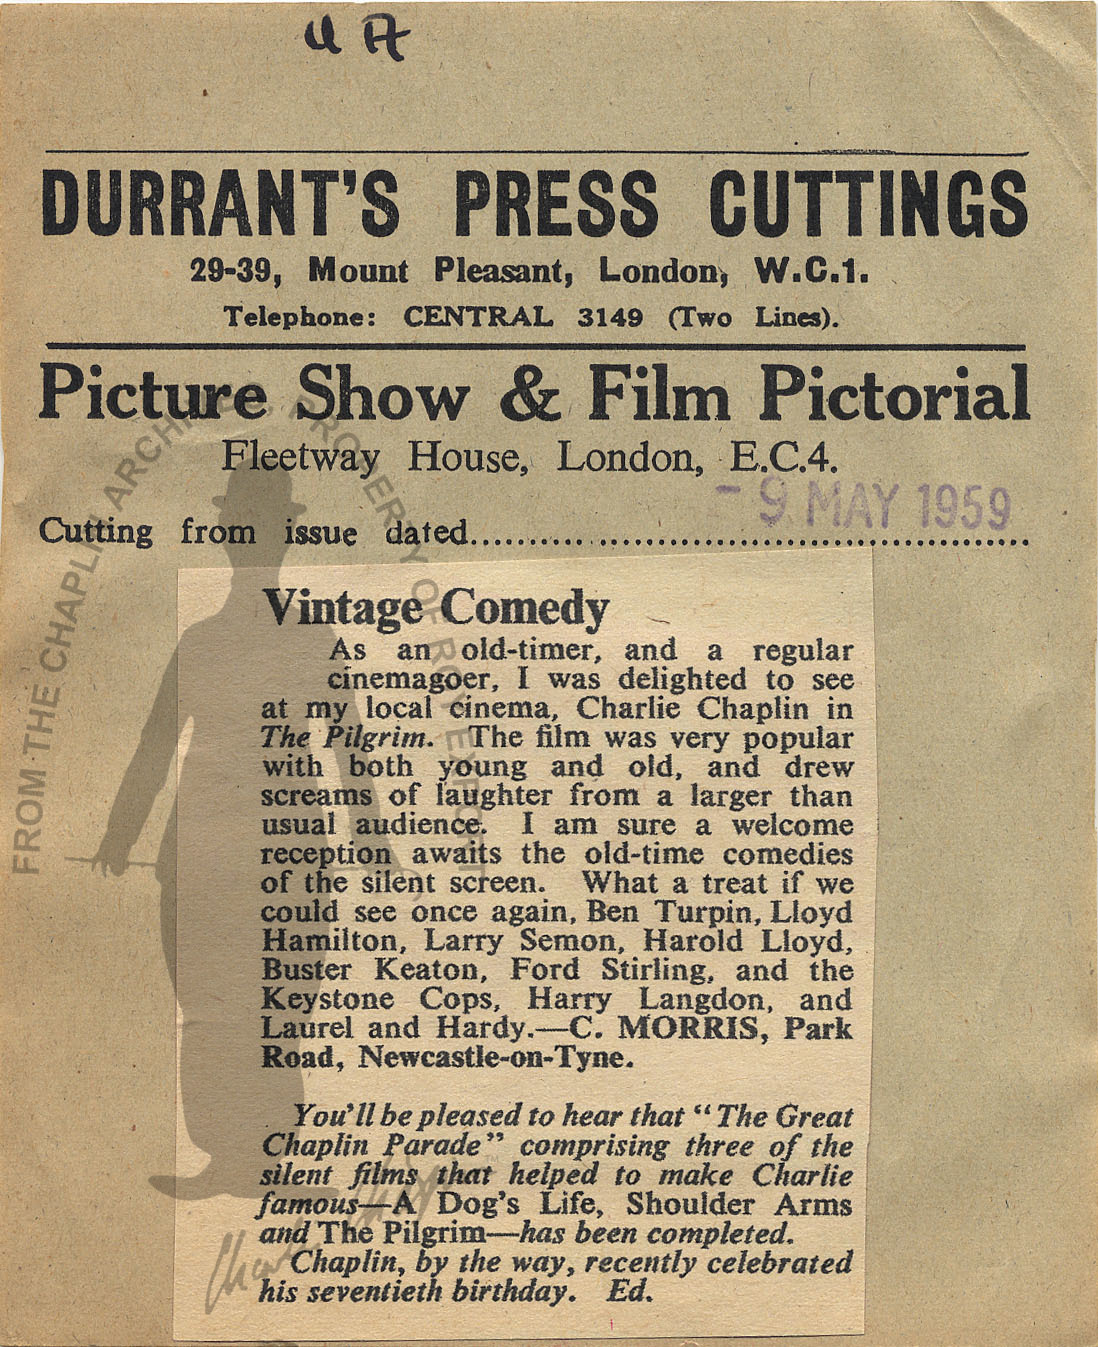 U A
DURRANT'S PRESS CUTTINGS
29-39, Mount Pleasant, London, W.C.1.
Telephone: CENTRAL 3149 (Two Lines).
Picture Show & Film Pictorial
Fleetway House, London, E.C.4.
- 9 MAY 1959
Cutting from issue dated
Vintage Comedy
As an old-timer, and a regular
cinemagoer, I was delighted to see
at my local cinema, Charlie Chaplin in
The Pilgrim. The film was very popular
with both young and old, and drew
screams of laughter from a larger than
usual audience. I am sure a welcome
reception awaits the old-time comedies
of the silent screen. What a treat if we
could see once again, Ben Turpin, Lloyd
Hamilton, Larry Semon, Harold Lloyd,
Buster Keaton, Ford Stirling, and the
Keystone Cops, Harry Langdon, and
Laurel and Hardy.—C. MORRIS, Park
Road, Newcastle-on-Tyne.
You'll be pleased to hear that "The Great
Chaplin Parade" comprising three of the
silent films that helped to make Charlie
famous—A Dog's Life, Shoulder Arms
and The Pilgrim—has been completed.
Chaplin, by the way, recently celebrated
his seventieth birthday. Ed.
FROM THE CHAPLIN ARCHIVES, PROPERTY OF ROY EXPORT